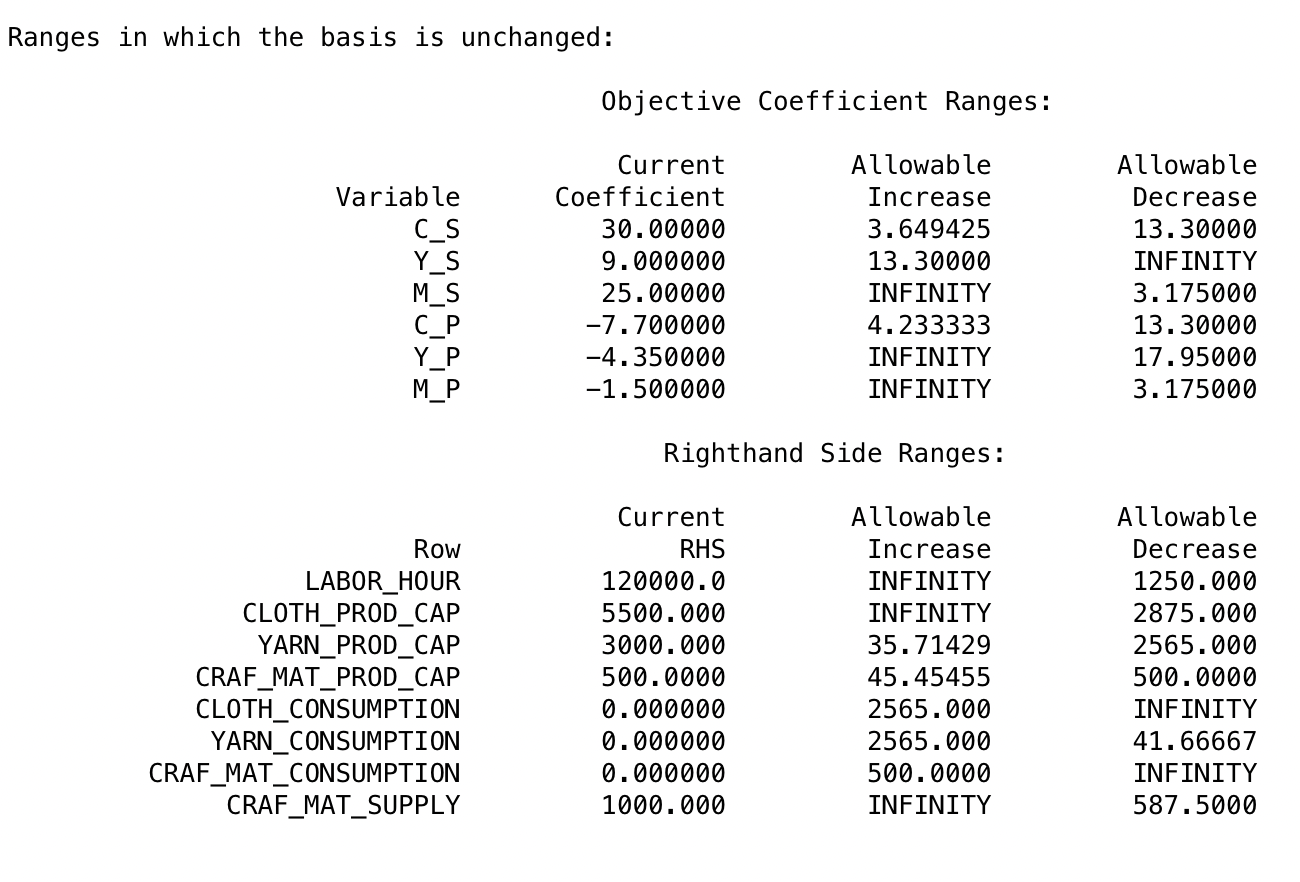 Ranges in which the basis is unchanged:
Objective Coefficient Ranges:
Current Allowable Allowable
Variable Coefficient Increase Decrease
C_S 30.00000 3.649425 13.30000
Y_S 9.000000 13.30000 INFINITY
M_S 25.00000 INFINITY 3.175000
C_P -7.700000 4.233333 13.30000
Y_P -4.350000 INFINITY 17.95000
M_P -1.500000 INFINITY 3.175000
Righthand Side Ranges:
Current Allowable Allowable
Row RHS Increase Decrease
LABOR_HOUR 120000.0 INFINITY 1250.000
CLOTH_PROD_CAP 5500.000 INFINITY 2875.000
YARN_PROD_CAP 3000.000 35.71429 2565.000
CRAF_MAT_PROD_CAP 500.0000 45.45455 500.0000
CLOTH_CONSUMPTION 0.000000 2565.000 INFINITY
YARN_CONSUMPTION 0.000000 2565.000 41.66667
CRAF_MAT_CONSUMPTION 0.000000 500.0000 INFINITY
CRAF_MAT_SUPPLY 1000.000 INFINITY 587.5000